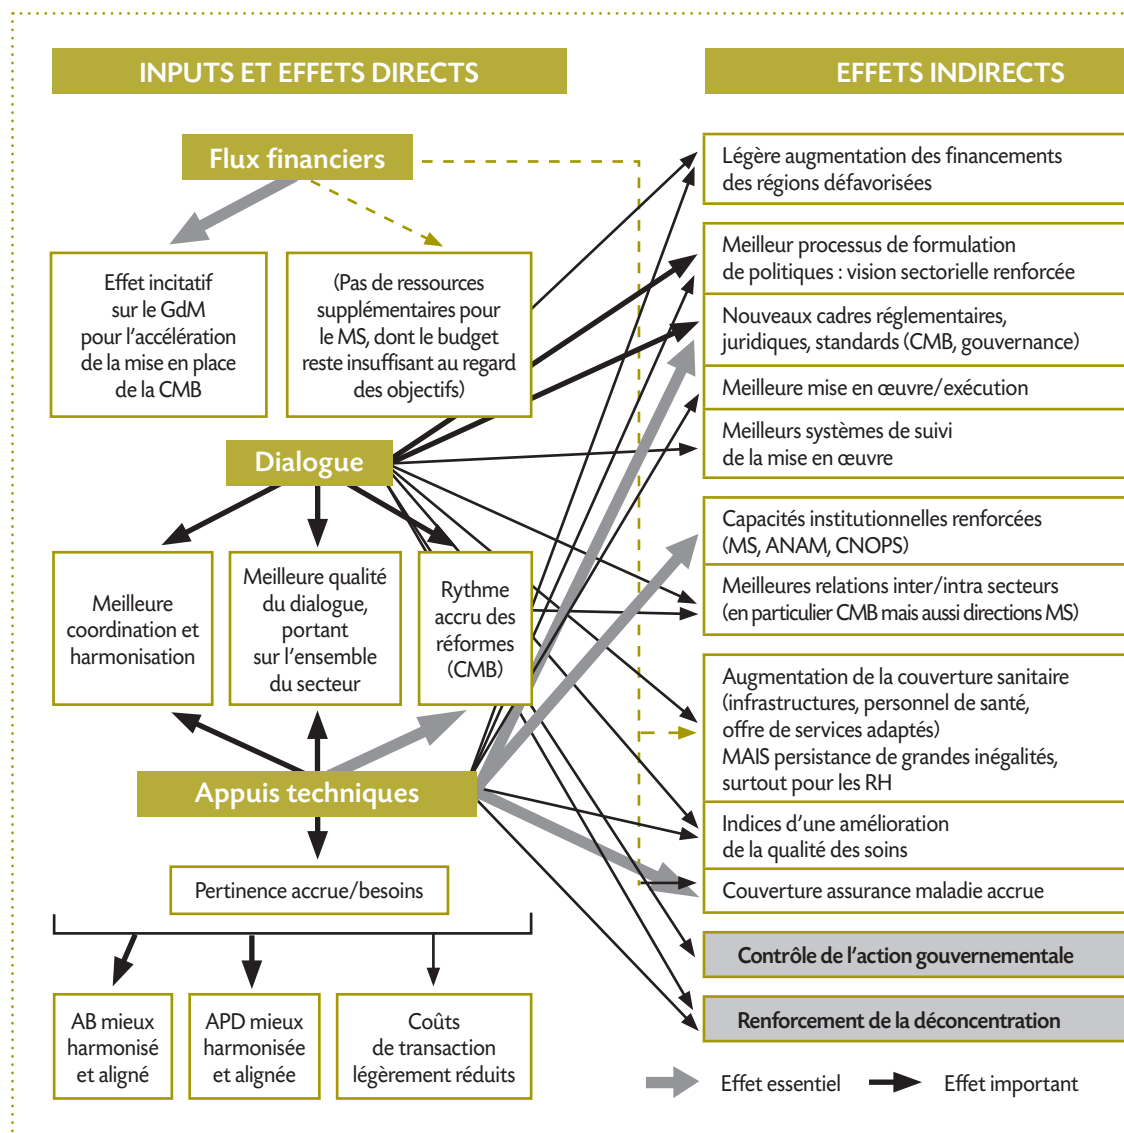 INPUTS ET EFFETS DIRECTS
Flux financiers
Effet incitatif
sur le GdM
pour l’accélération
de la mise en place
de la CMB
(Pas de ressources
supplémentaires pour
le MS, dont le budget
reste insuffisant au regard
des objectifs)
Dialogue
Meilleure
coordination et
harmonisation
Meilleure qualité
du dialogue,
portant
sur l’ensemble
du secteur
Rythme
accru des
réformes
(CMB)
Appuis techniques
Pertinence accrue/besoins
AB mieux
harmonisé
et aligné
APD mieux
harmonisée
et alignée
Coûts
de transaction
légèrement réduits
EFFETS INDIRECTS
Légère augmentation des financements
des régions défavorisées
Meilleur processus de formulation
de politiques : vision sectorielle renforcée
Nouveaux cadres réglementaires,
juridiques, standards (CMB, gouvernance)
Meilleure mise en œuvre/exécution
Meilleurs systèmes de suivi
de la mise en œuvre
Capacités institutionnelles renforcées
(MS, ANAM, CNOPS)
Meilleures relations inter/intra secteurs
(en particulier CMB mais aussi directions MS)
Augmentation de la couverture sanitaire
(infrastructures, personnel de santé,
offre de services adaptés)
MAIS persistance de grandes inégalités,
surtout pour les RH
Indices d’une amélioration
de la qualité des soins
Couverture assurance maladie accrue
Contrôle de l’action gouvernementale
Renforcement de la déconcentration
Effet essentiel
Effet important